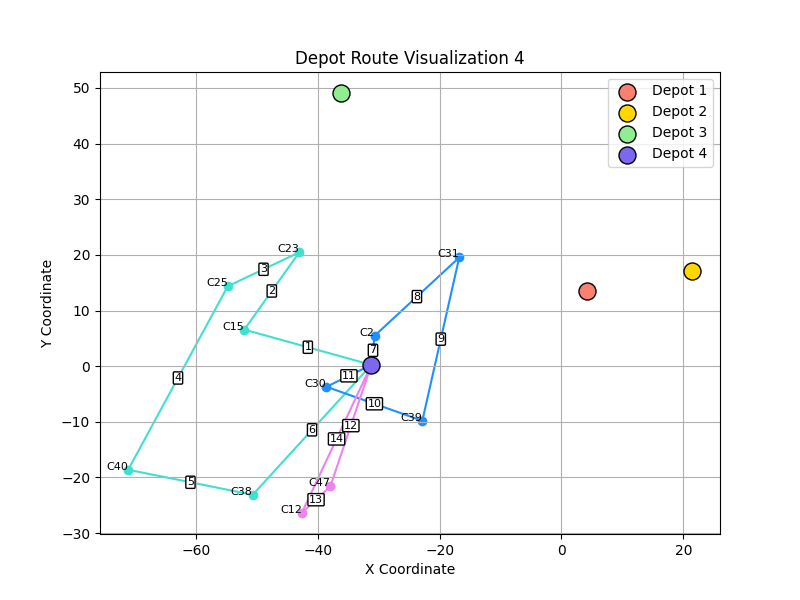 Depot Route Visualization 4
Depot 1
Depot 2
Depot 3
Depot 4
Y Coordinate
50
40
30
20
10
0
−10
−20
−30
C31
C23
3
C25
2
8
C15
C2
9
1
7
4
11
C30
10
C39
6
12
14
C40
5
C47
C38
13
C12
−60
−40
−20
0
20
X Coordinate